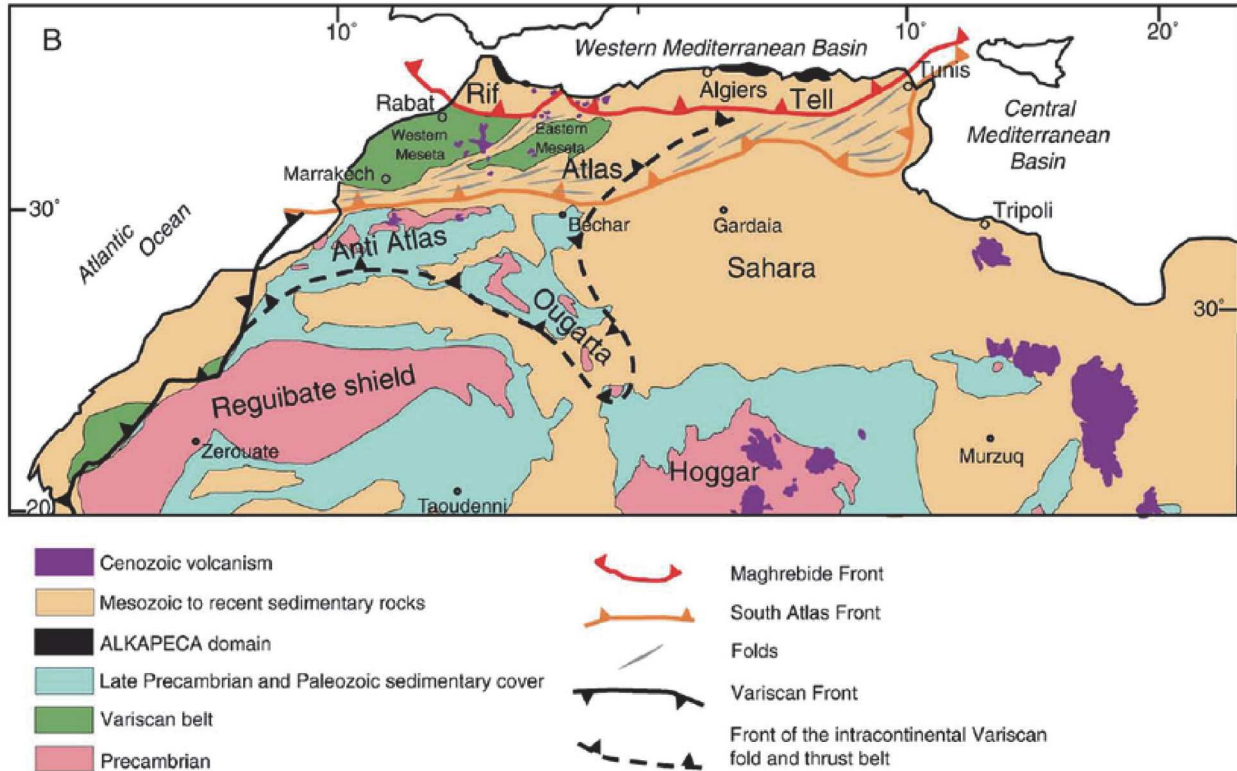 B
10°
10°
20°
Western Mediterranean Basin
Tunis
Algiers
Rif
Tell
Rabat
Central
Mediterranean
Basin
Western
Meseta
Eastern
Meseta
Marrakech
Atlas
30°
Atlantic
Ocean
Bechar
Gardaia
Tripoli
Anti Atlas
Sahara
Ougarta
30°
Reguibate shield
Zerouate
Hoggar
Murzuq
Taoudenni
20
Cenozoic volcanism
Mesozoic to recent sedimentary rocks
ALKAPECA domain
Late Precambrian and Paleozoic sedimentary cover
Variscan belt
Precambrian
Maghrebide Front
South Atlas Front
Folds
Variscan Front
Front of the intracontinental Variscan
fold and thrust belt